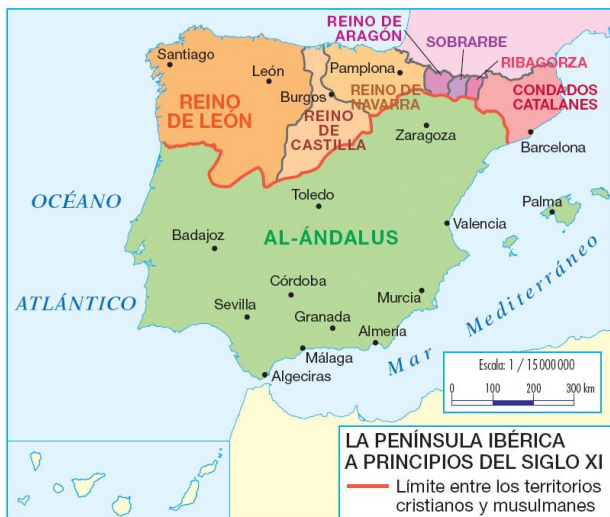 REINO DE
ARAGÓN
SOBRARBE
RIBAGORZA
CONDADOS
CATALANES
Santiago
León
Pamplona
Burgos
REINO
DE LEÓN
REINO DE
NAVARRA
REINO
DE
CASTILLA
Zaragoza
Barcelona
OCÉANO
ATLÁNTICO
Toledo
Palma
Badajoz
AL-ÁNDALUS
Valencia
Córdoba
Sevilla
Murcia
Granada
Almería
Málaga
Algeciras
Mar Mediterráneo
Escala: 1 / 15 000 000
0 100 200 300 km
LA PENÍNSULA IBÉRICA
A PRINCIPIOS DEL SIGLO XI
Límite entre los territorios
cristianos y musulmanes